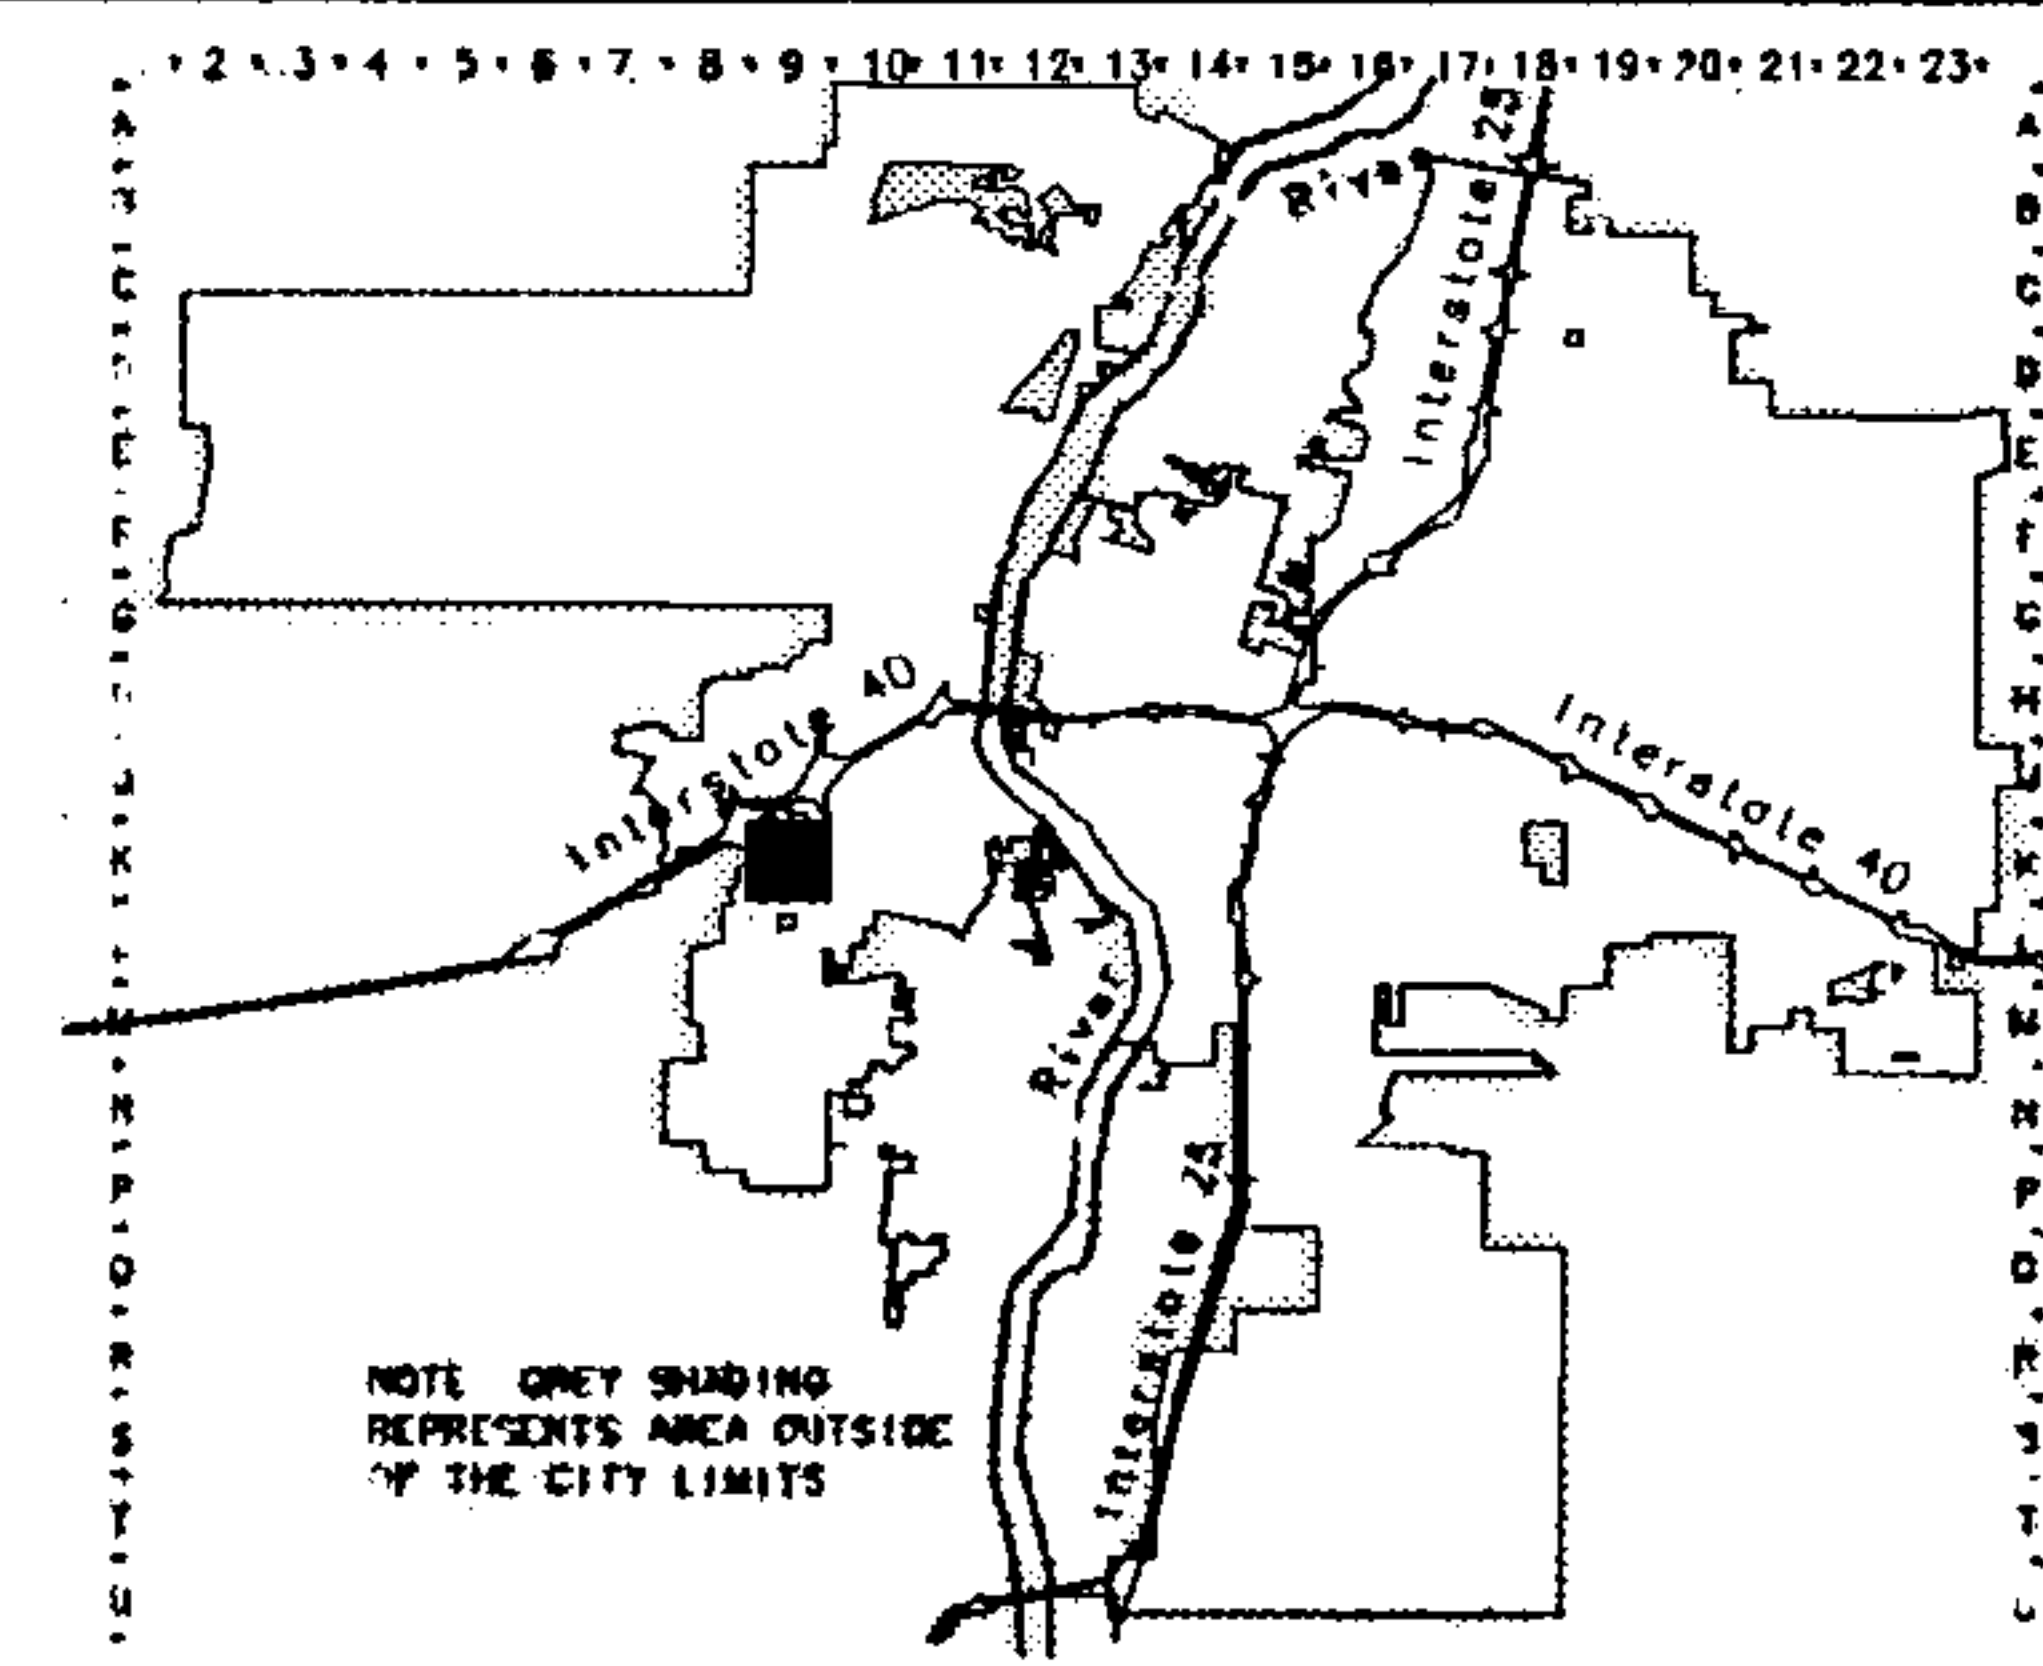 2 3 4 5 6 7 8 9 10 11 12 13 14 15 16 17 18 19 20 21 22 23
A A
B
C C
D
E E
F F
G G
H
J
K K
L
M M
N N
P P
Q Q
R R
S S
T T
U
River
Interstate 25
Interstate 40
Interstate 40
River
Interstate 25
NOTE GREY SHADING
REPRESENTS AREA OUTSIDE
OF THE CITY LIMITS